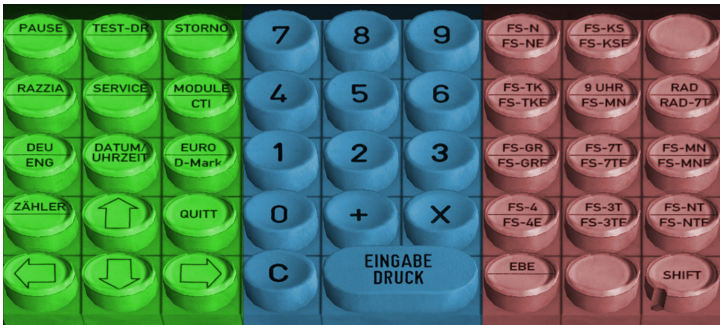 PAUSE TEST-DR STORNO 7 8 9 FS-N FS-KS
FS-NE FS-KSE
RAZZIA SERVICE MODULE 4 5 6 FS-TK 9 UHR RAD
CTI FS-TKE FS-MN RAD-7T
DEU DATUM/ EURO 1 2 3 FS-GR FS-7T FS-MN
ENG UHRZEIT D-Mark FS-GRE FS-7TE FS-MNE
ZÄHLER QUITT 0 + X FS-4 FS-3T FS-NT
FS-4E FS-3TE FS-NTE
C EINGABE EBE SHIFT
DRUCK